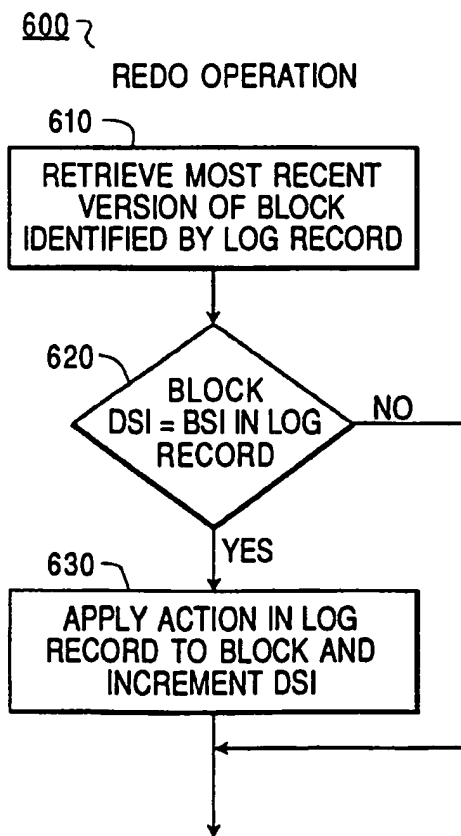 600
REDO OPERATION
610
RETRIEVE MOST RECENT
VERSION OF BLOCK
IDENTIFIED BY LOG RECORD
620
BLOCK
DSI = BSI IN LOG
RECORD
NO
YES
630
APPLY ACTION IN LOG
RECORD TO BLOCK AND
INCREMENT DSI